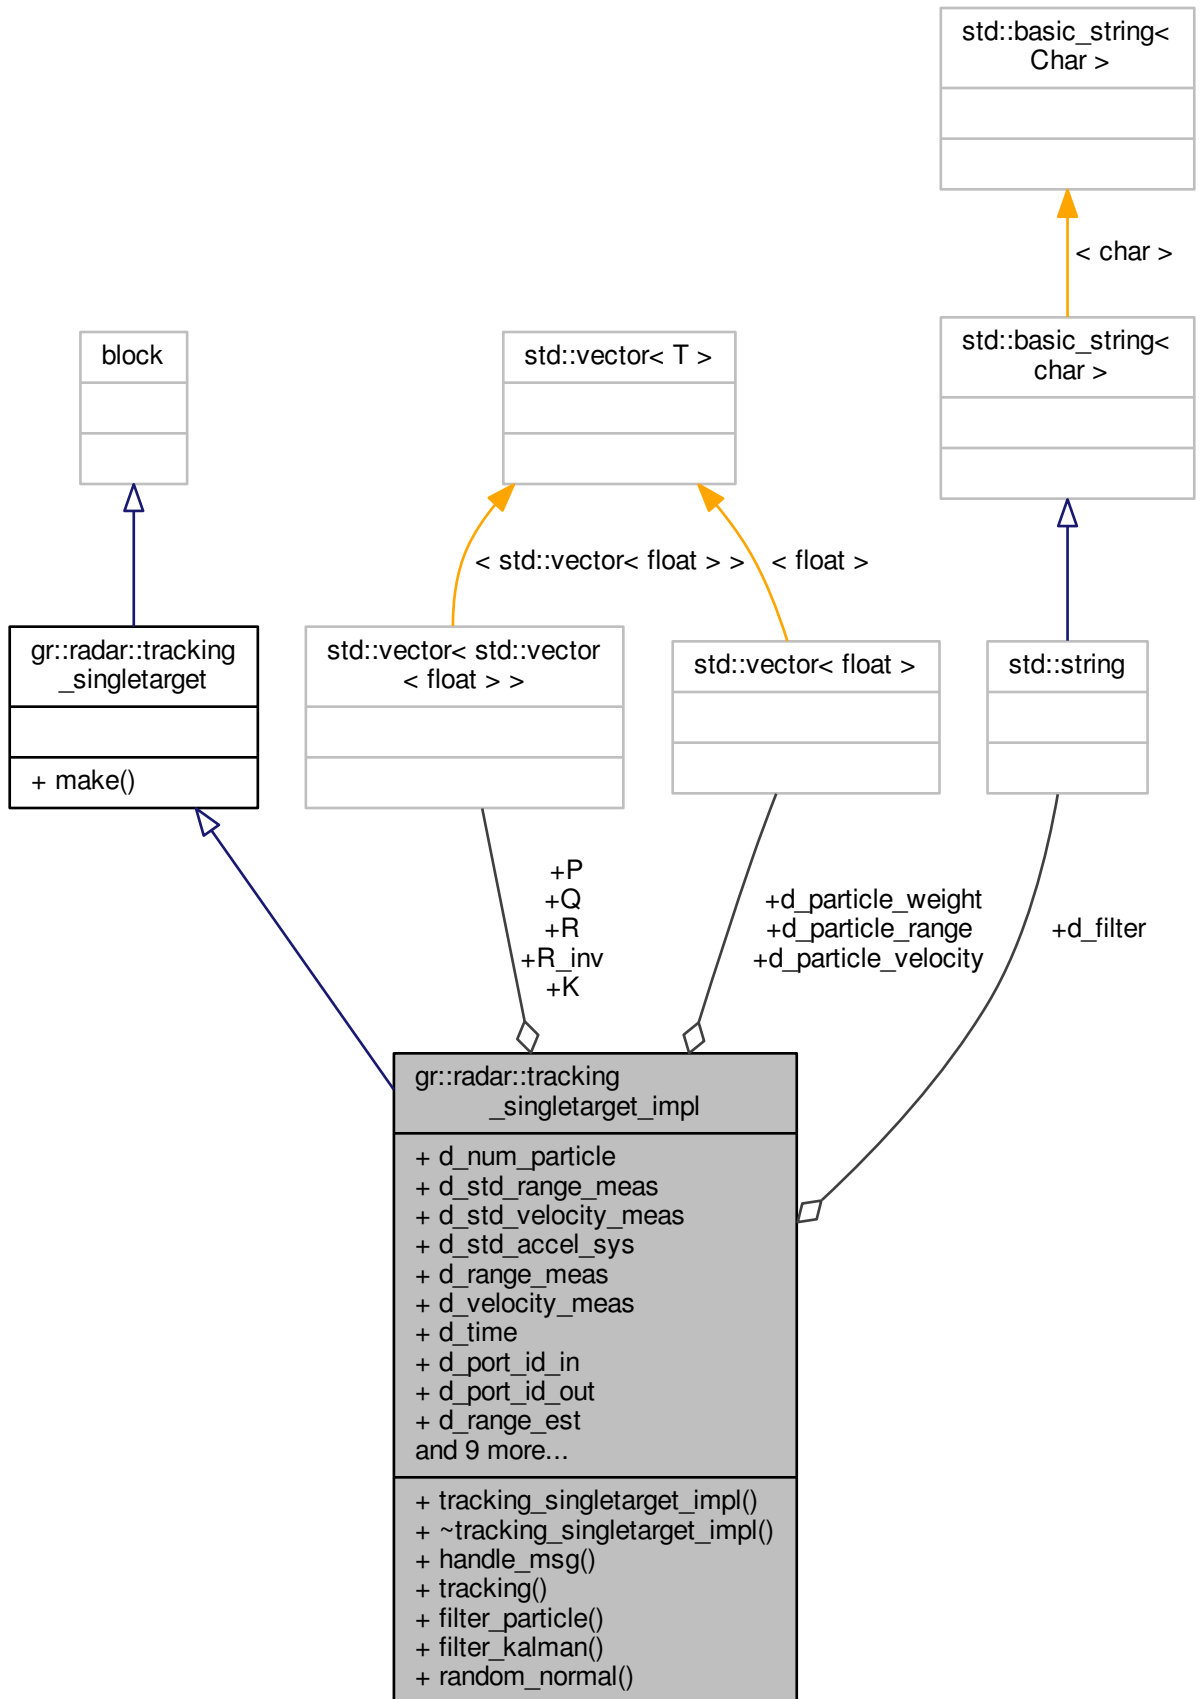 std::basic_string<
Char >
< char >
std::basic_string<
char >
block
std::vector< T >
< std::vector< float > >
< float >
gr::radar::tracking
_singletarget
+ make()
std::vector< std::vector
< float > >
std::vector< float >
std::string
+P
+Q
+R
+R_inv
+K
+d_particle_weight
+d_particle_range
+d_particle_velocity
+d_filter
gr::radar::tracking
_singletarget_impl
+ d_num_particle
+ d_std_range_meas
+ d_std_velocity_meas
+ d_std_accel_sys
+ d_range_meas
+ d_velocity_meas
+ d_time
+ d_port_id_in
+ d_port_id_out
+ d_range_est
and 9 more...
+ tracking_singletarget_impl()
+ ~tracking_singletarget_impl()
+ handle_msg()
+ tracking()
+ filter_particle()
+ filter_kalman()
+ random_normal()